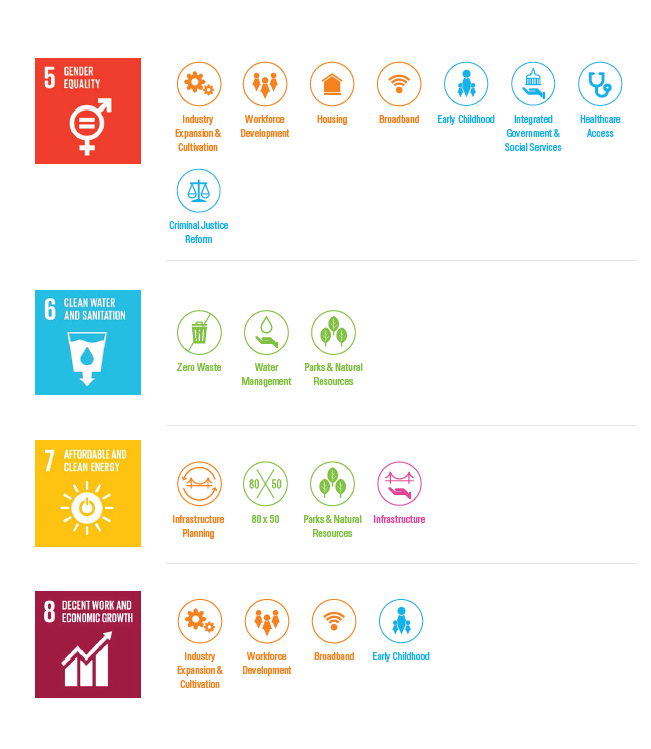 5 GENDER
EQUALITY
Industry
Expansion &
Cultivation
Workforce
Development
Housing
Broadband
Early Childhood
Integrated
Government &
Social Services
Healthcare
Access
Criminal Justice
Reform
6 CLEAN WATER
AND SANITATION
Zero Waste
Water
Management
Parks & Natural
Resources
7 AFFORDABLE AND
CLEAN ENERGY
Infrastructure
Planning
80 50
80 x 50
Parks & Natural
Resources
Infrastructure
8 DECENT WORK AND
ECONOMIC GROWTH
Industry
Expansion &
Cultivation
Workforce
Development
Broadband
Early Childhood